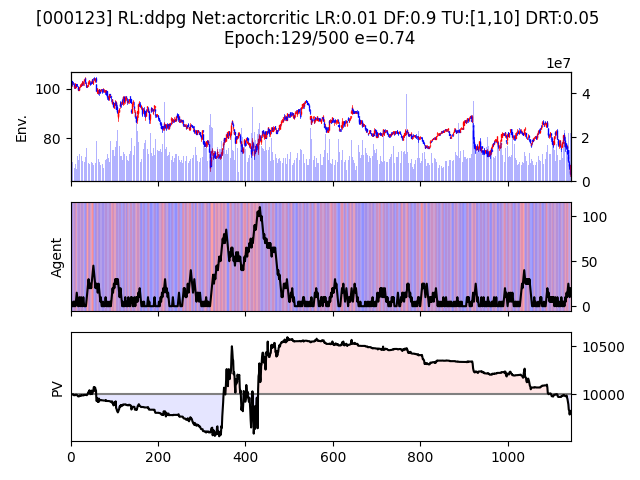 [000123] RL:ddpg Net:actorcritic LR:0.01 DF:0.9 TU:[1,10] DRT:0.05
Epoch:129/500 e=0.74
1e7
100
80
Env.
4
2
0
Agent
100
50
0
PV
10500
10000
0
200
400
600
800
1000